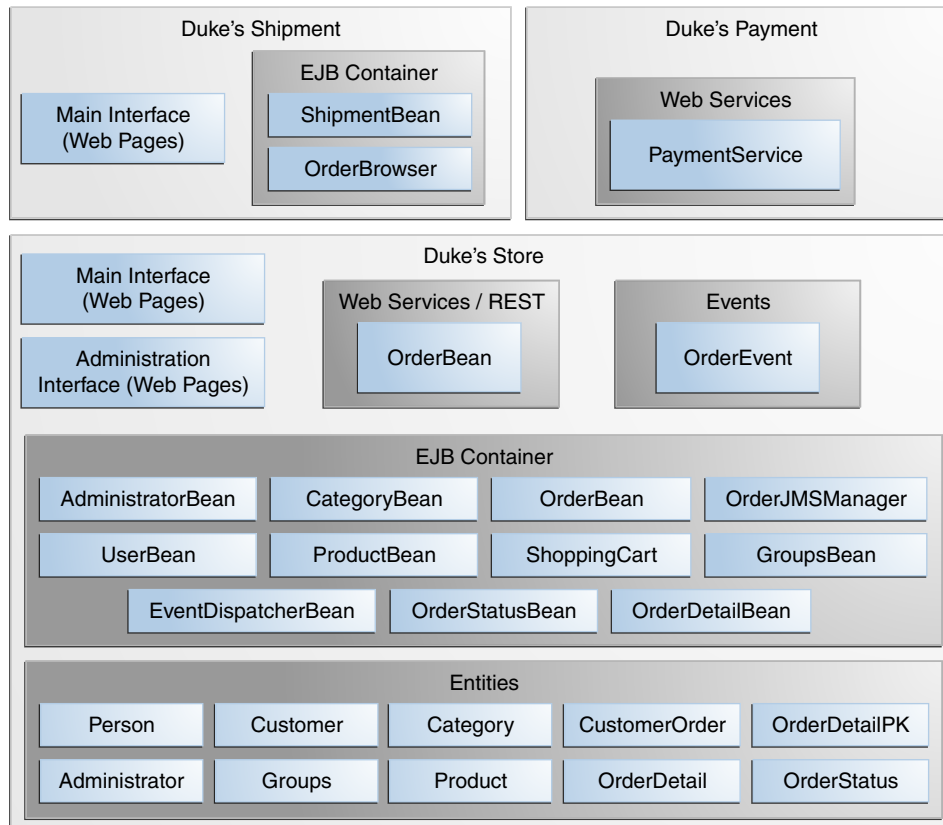 Duke’s Shipment
EJB Container
Main Interface
(Web Pages)
ShipmentBean
OrderBrowser
Duke’s Payment
Web Services
PaymentService
Duke’s Store
Main Interface
(Web Pages)
Administration
Interface (Web Pages)
Web Services / REST
OrderBean
Events
OrderEvent
EJB Container
AdministratorBean
CategoryBean
OrderBean
OrderJMSManager
UserBean
ProductBean
ShoppingCart
GroupsBean
EventDispatcherBean
OrderStatusBean
OrderDetailBean
Entities
Person
Customer
Category
CustomerOrder
OrderDetailPK
Administrator
Groups
Product
OrderDetail
OrderStatus